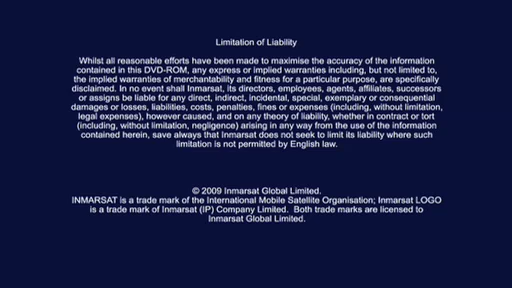 Limitation of Liability
Whilst all reasonable efforts have been made to maximise the accuracy of the information
contained in this DVD-ROM, any express or implied warranties including, but not limited to,
the implied warranties of merchantability and fitness for a particular purpose, are specifically
disclaimed. In no event shall Inmarsat, its directors, employees, agents, affiliates, successors
or assigns be liable for any direct, indirect, incidental, special, exemplary or consequential
damages or losses, liabilities, costs, penalties, fines or expenses (including, without limitation,
legal expenses), however caused, and on any theory of liability, whether in contract or tort
(including, without limitation, negligence) arising in any way from the use of the information
contained herein, save always that Inmarsat does not seek to limit its liability where such
limitation is not permitted by English law.
© 2009 Inmarsat Global Limited.
INMARSAT is a trade mark of the International Mobile Satellite Organisation; Inmarsat LOGO
is a trade mark of Inmarsat (IP) Company Limited. Both trade marks are licensed to
Inmarsat Global Limited.